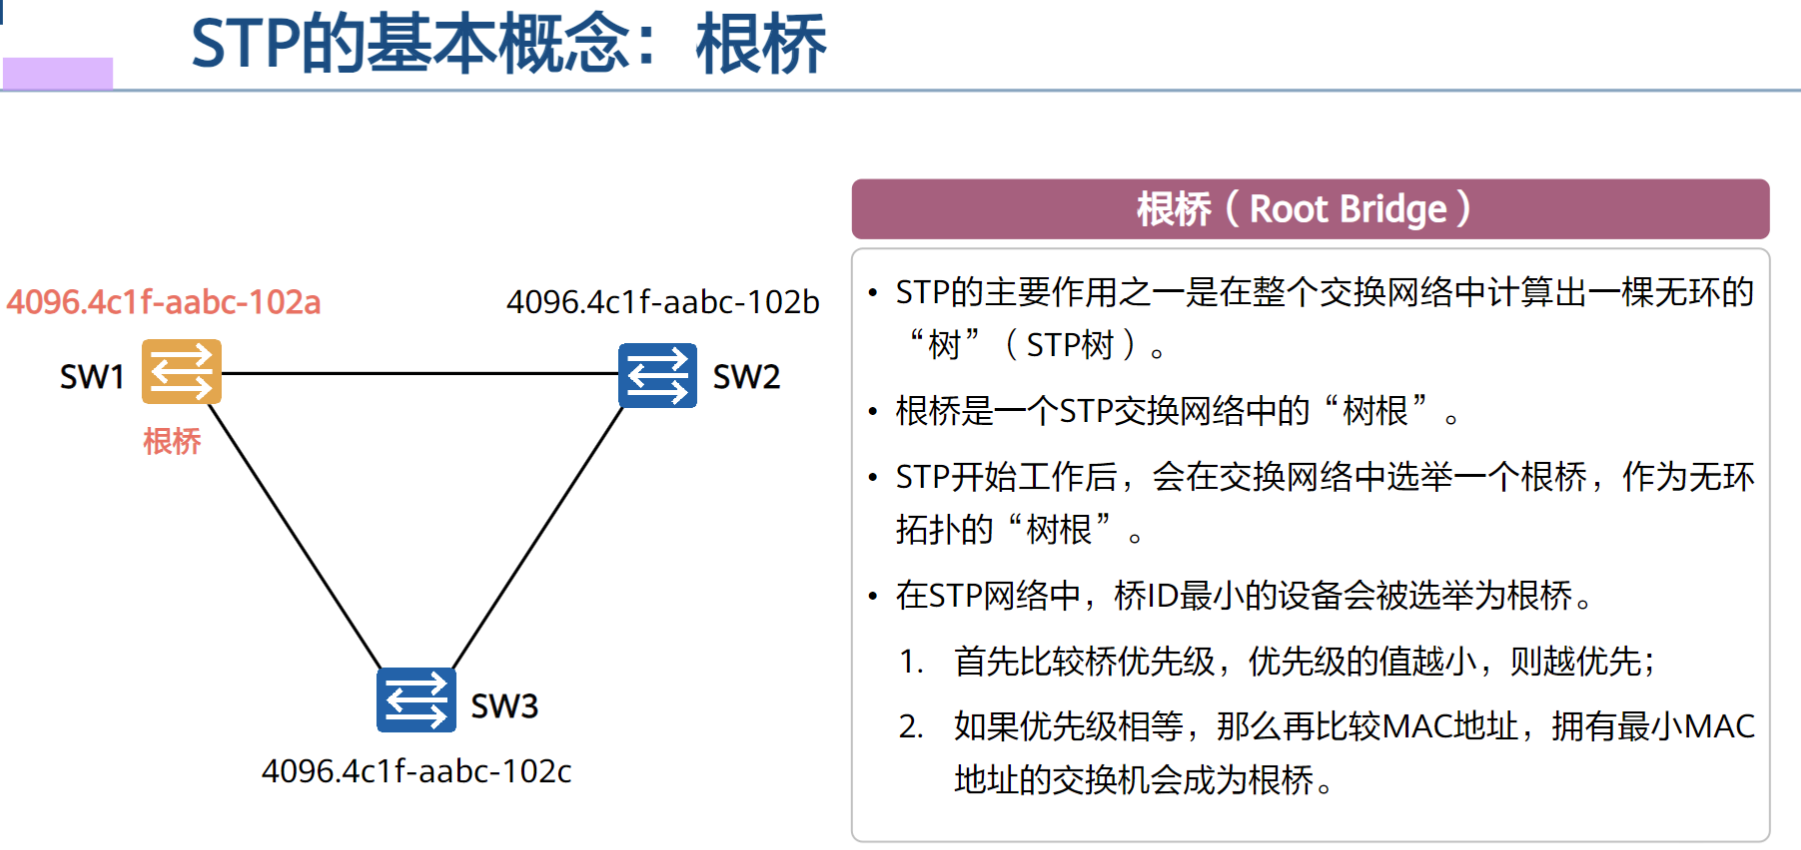 STP的基本概念：根桥
4096.4c1f-aabc-102a
4096.4c1f-aabc-102b
SW1
SW2
根桥
SW3
4096.4c1f-aabc-102c
根桥（Root Bridge）
• STP的主要作用之一是在整个交换网络中计算出一棵无环的
“树”（STP树）。
• 根桥是一个STP交换网络中的“树根”。
• STP开始工作后，会在交换网络中选举一个根桥，作为无环
拓扑的“树根”。
• 在STP网络中，桥ID最小的设备会被选举为根桥。
1. 首先比较桥优先级，优先级的值越小，则越优先；
2. 如果优先级相等，那么再比较MAC地址，拥有最小MAC
地址的交换机会成为根桥。